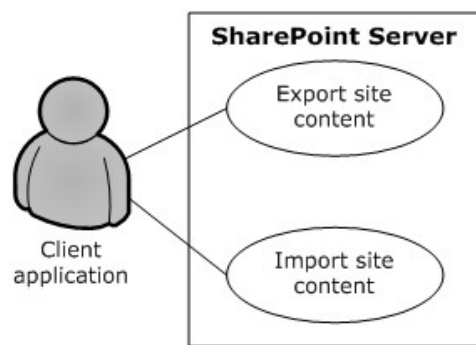 SharePoint Server
Export site
content
Client
application
Import site
content